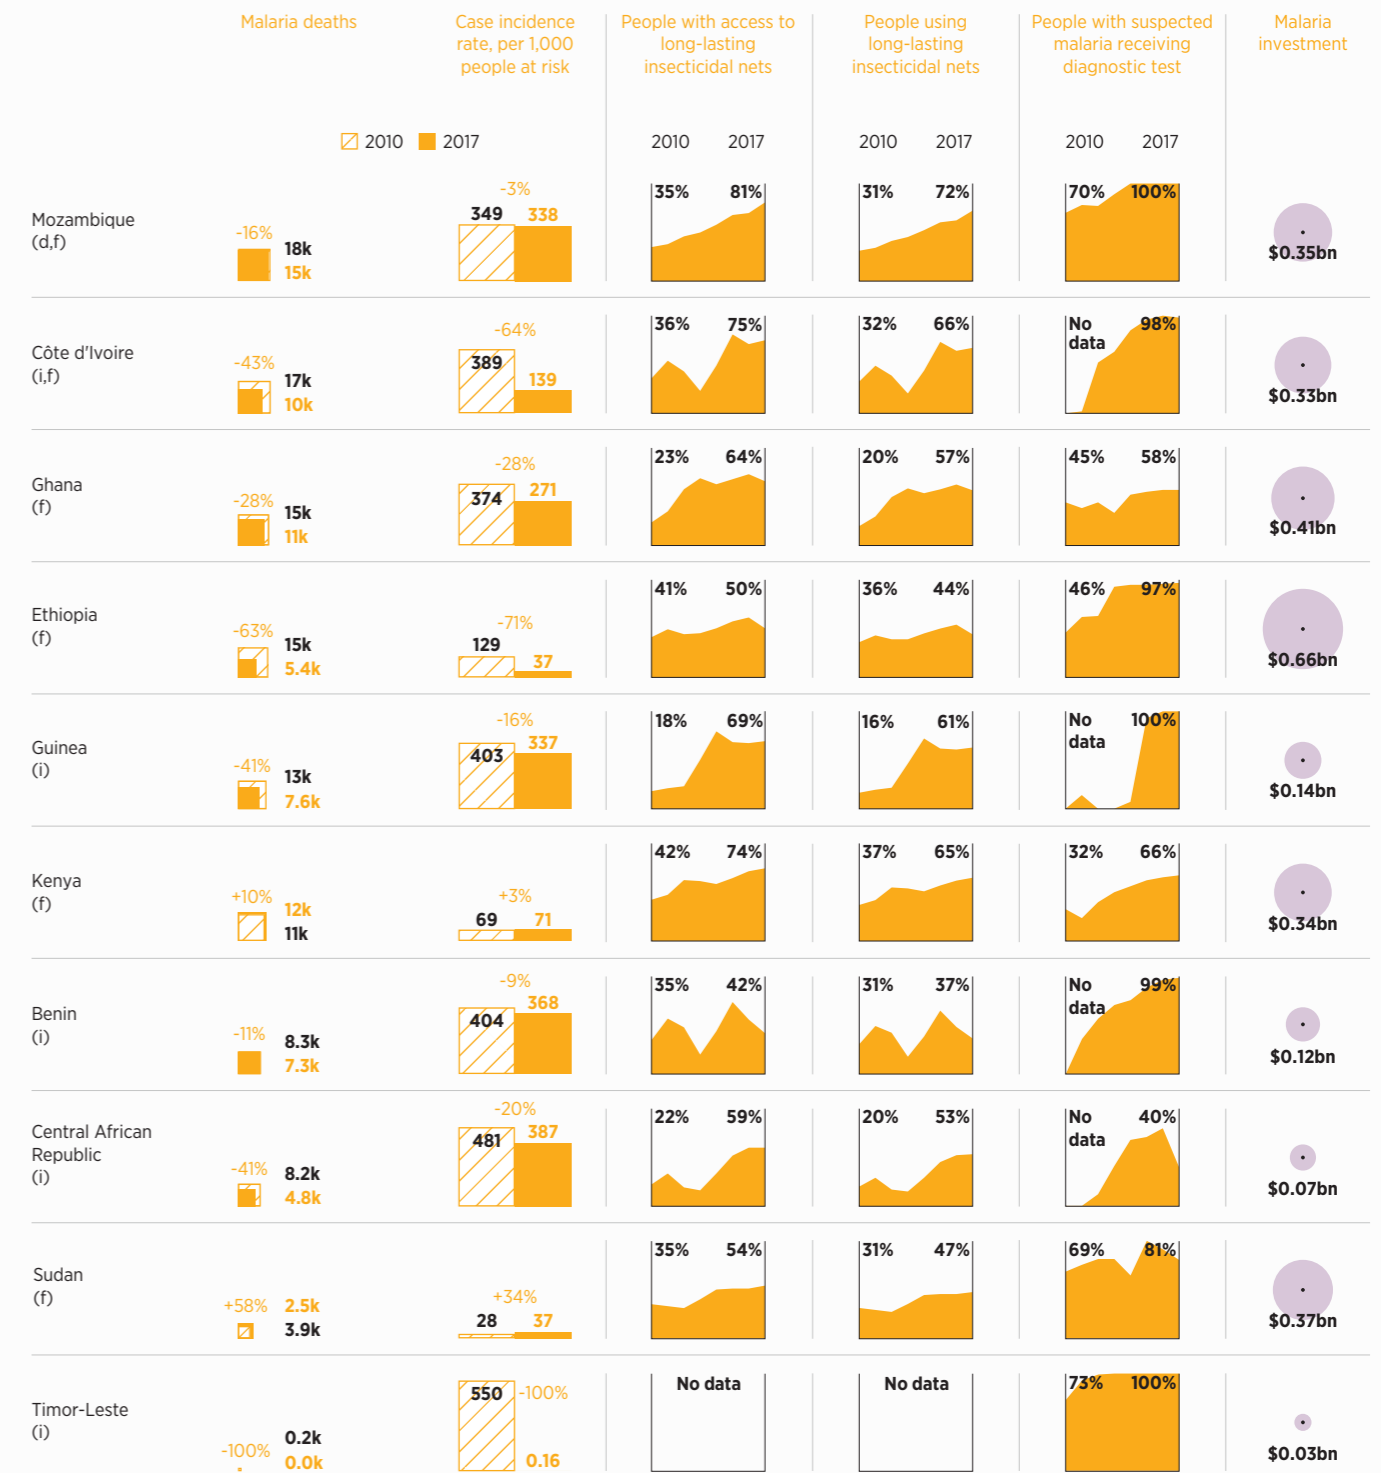 Malaria deaths
Case incidence
rate, per 1,000
people at risk
People with access to
long-lasting
insecticidal nets
People using
long-lasting
insecticidal nets
People with suspected
malaria receiving
diagnostic test
Malaria
investment
2010 2017
2010 2017
2010 2017
2010 2017
Mozambique
(d,f)
-16%
18k
15k
-3%
349 338
35% 81%
31% 72%
70% 100%
$0.35bn
Côte d'Ivoire
(i,f)
-43%
17k
10k
-64%
389
139
36% 75%
32% 66%
No
data
98%
$0.33bn
Ghana
(f)
-28%
15k
11k
-28%
374
271
23% 64%
20% 57%
45% 58%
$0.41bn
Ethiopia
(f)
-63%
15k
5.4k
-71%
129
37
41% 50%
36% 44%
46% 97%
$0.66bn
Guinea
(i)
-41%
13k
7.6k
-16%
403
337
18% 69%
16% 61%
No
data
100%
$0.14bn
Kenya
(f)
+10%
12k
11k
+3%
69 71
42% 74%
37% 65%
32% 66%
$0.34bn
Benin
(i)
-11%
8.3k
7.3k
-9%
404
368
35% 42%
31% 37%
No
data
99%
$0.12bn
Central African
Republic
(i)
-41%
8.2k
4.8k
-20%
481
387
22% 59%
20% 53%
No
data
40%
$0.07bn
Sudan
(f)
+58%
2.5k
3.9k
+34%
28 37
35% 54%
31% 47%
69% 81%
$0.37bn
Timor-Leste
(i)
-100%
0.2k
0.0k
550
-100%
0.16
No data
No data
73% 100%
$0.03bn